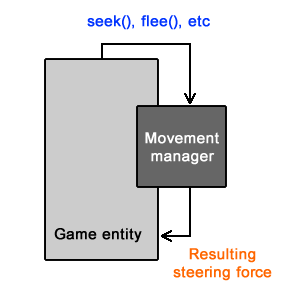 seek(), flee(), etc
Movement
manager
Game entity
Resulting
steering force